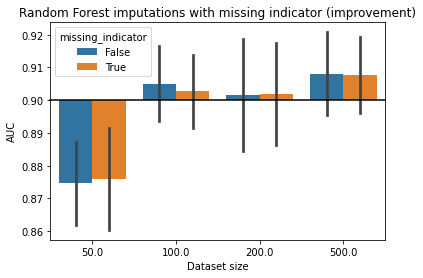 Random Forest imputations with missing indicator (improvement)
missing_indicator
False
True
0.92
0.91
0.90
0.89
0.88
0.87
0.86
AUC
50.0 100.0 200.0 500.0
Dataset size